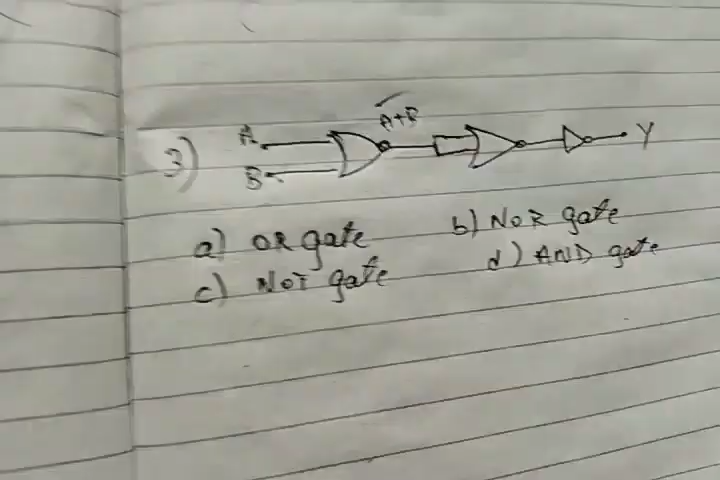 3) A B A+B Y
a) OR gate b) NOR gate
c) NOT gate d) AND gate